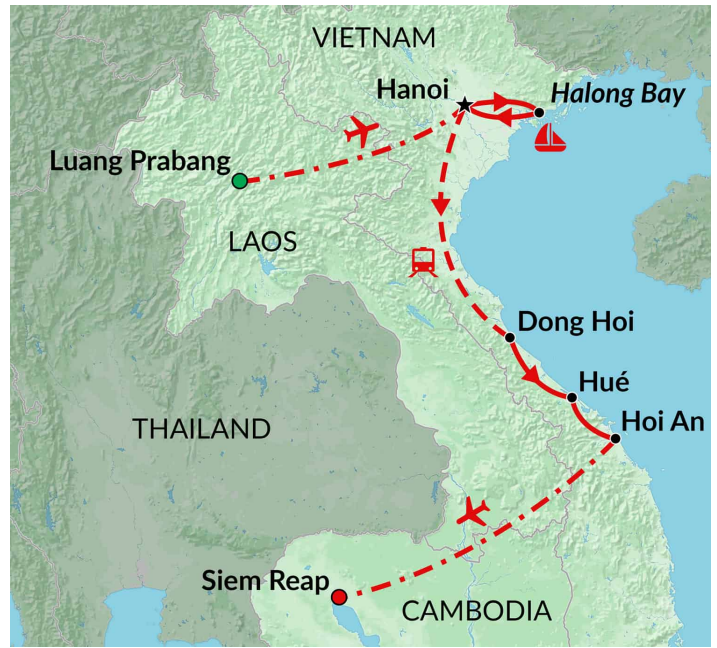 VIETNAM
Hanoi
Halong Bay
Luang Prabang
LAOS
Dong Hoi
Hué
THAILAND
Hoi An
Siem Reap
CAMBODIA